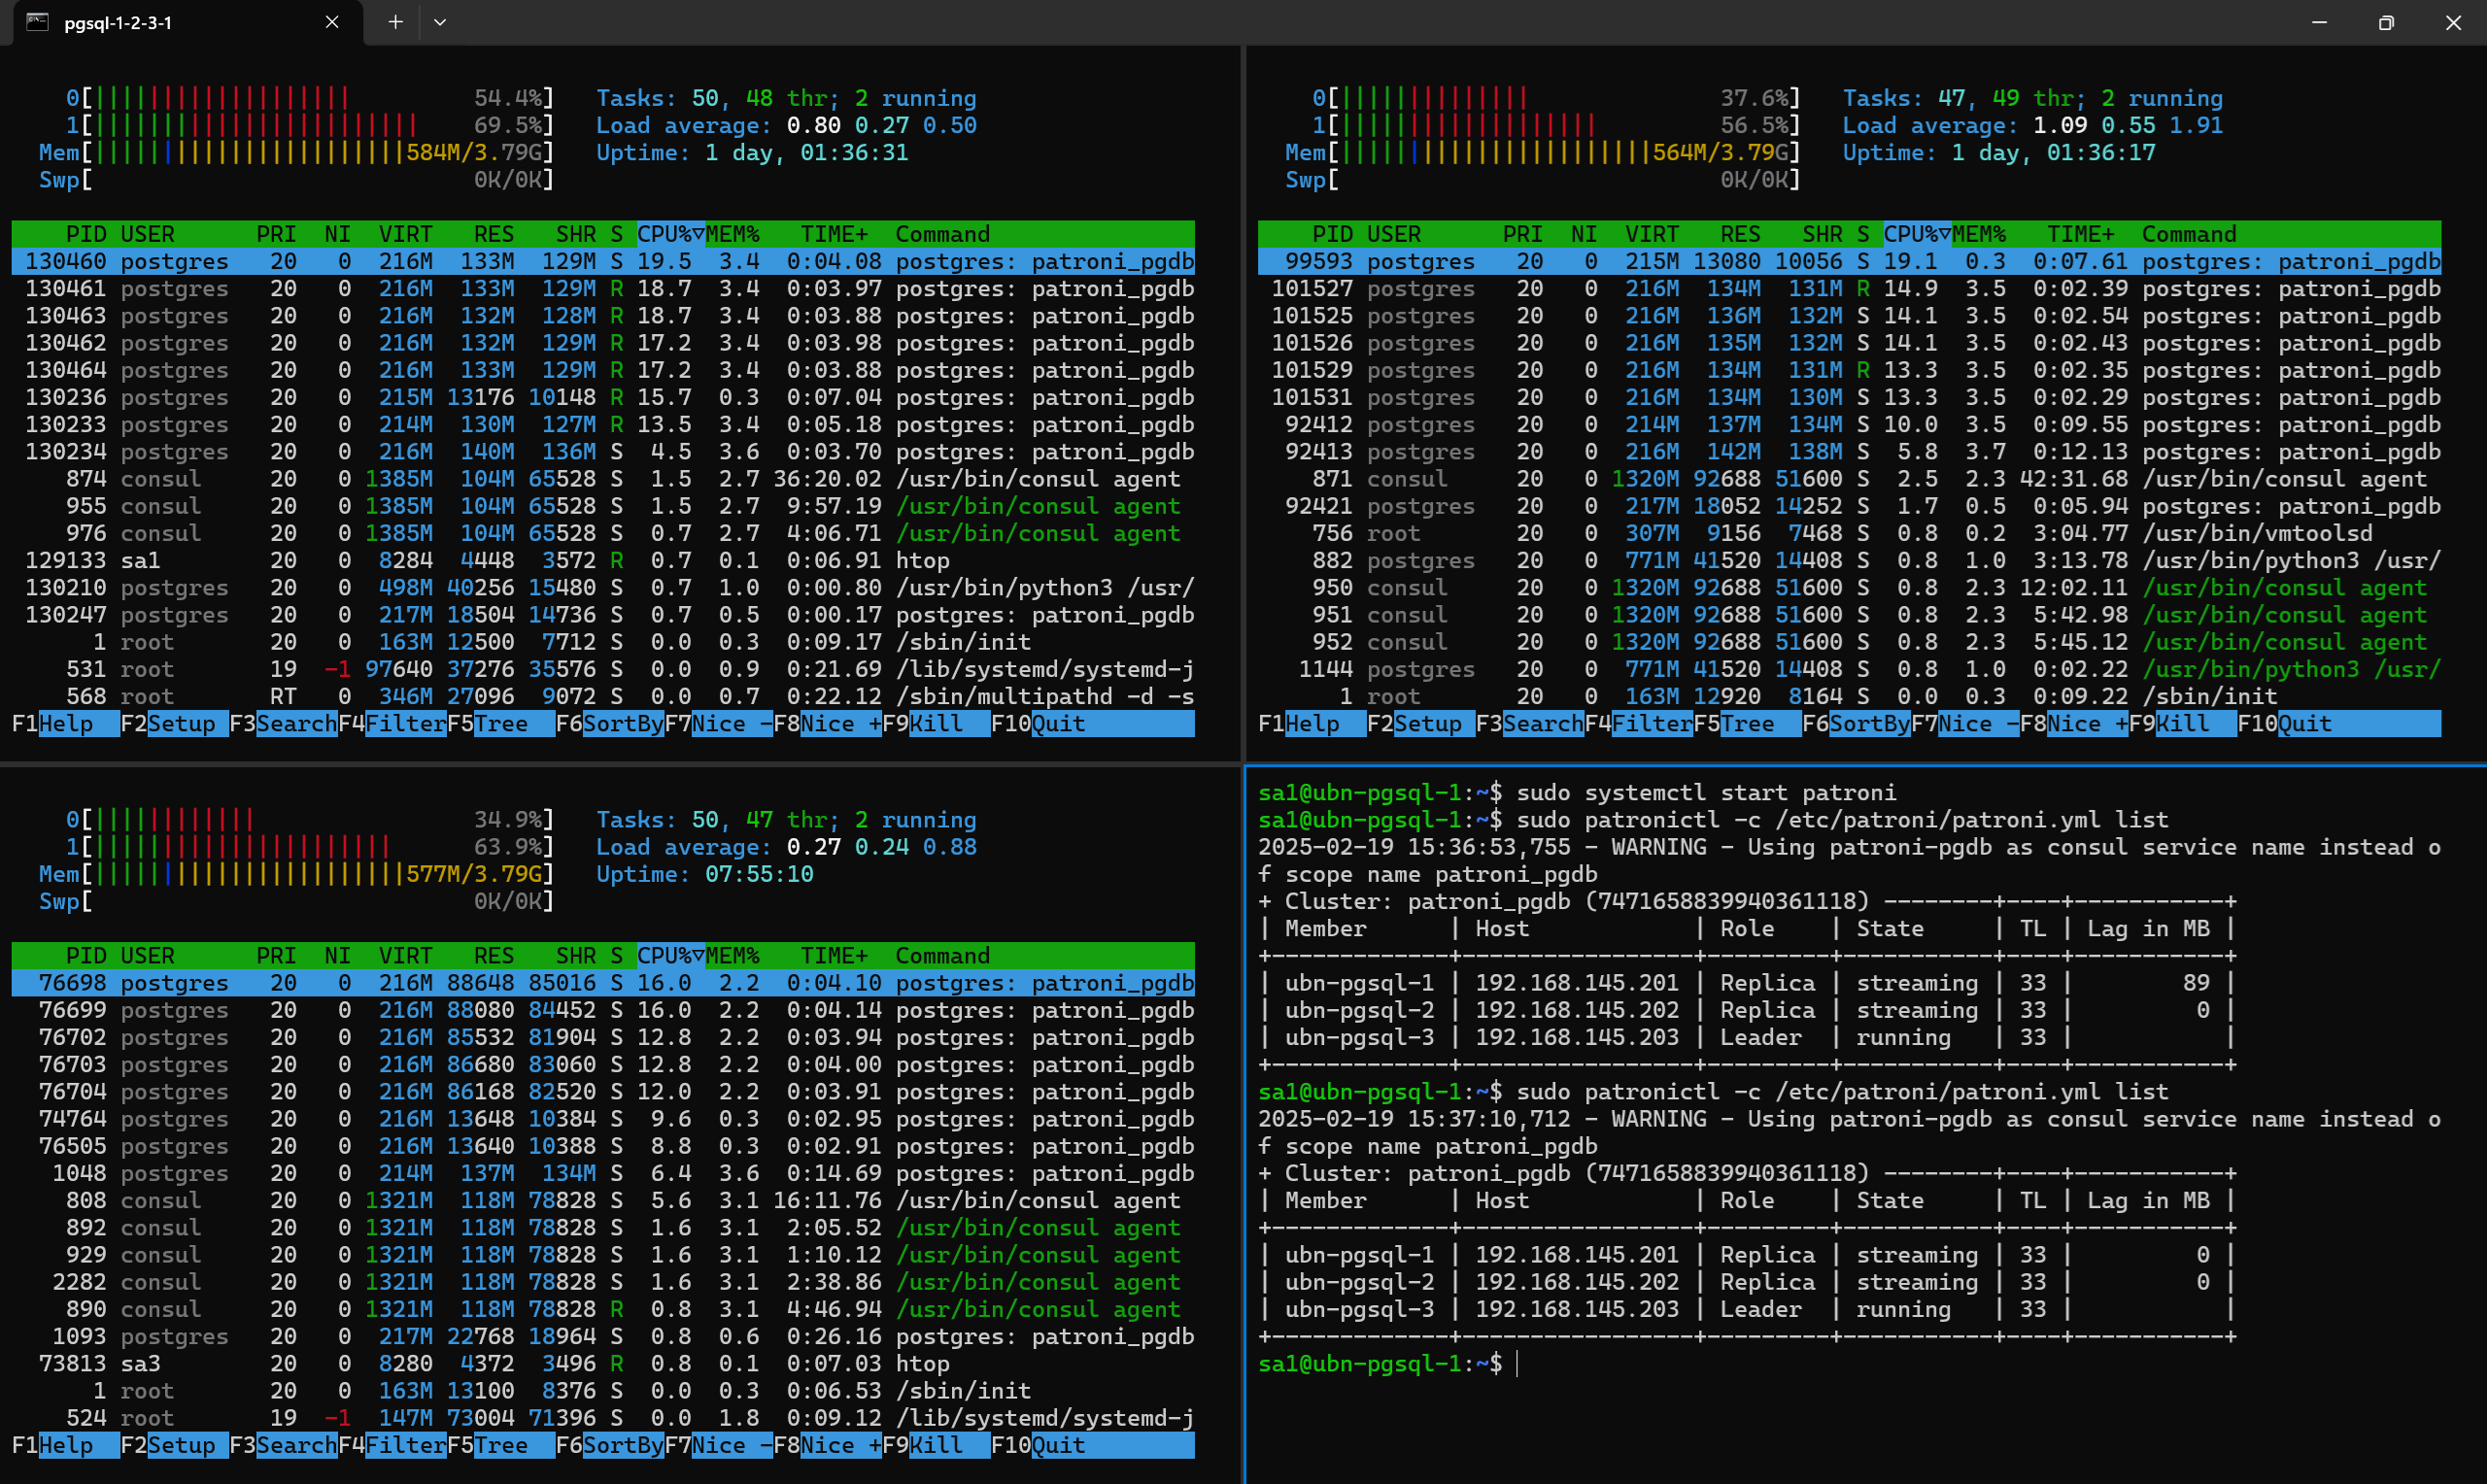 pgsql-1-2-3-1
0[||||||||||||||||||| 54.4%] Tasks: 50, 48 thr; 2 running
1[|||||||||||||||||||||||| 69.5%] Load average: 0.80 0.27 0.50
Mem[|||||||||||||||||||||||584M/3.79G] Uptime: 1 day, 01:36:31
Swp[ 0K/0K]
PID USER PRI NI VIRT RES SHR S CPU%▽MEM% TIME+ Command
130460 postgres 20 0 216M 133M 129M S 19.5 3.4 0:04.08 postgres: patroni_pgdb
130461 postgres 20 0 216M 133M 129M R 18.7 3.4 0:03.97 postgres: patroni_pgdb
130463 postgres 20 0 216M 132M 128M R 18.7 3.4 0:03.88 postgres: patroni_pgdb
130462 postgres 20 0 216M 132M 129M R 17.2 3.4 0:03.98 postgres: patroni_pgdb
130464 postgres 20 0 216M 133M 129M R 17.2 3.4 0:03.88 postgres: patroni_pgdb
130236 postgres 20 0 215M 13176 10148 R 15.7 0.3 0:07.04 postgres: patroni_pgdb
130233 postgres 20 0 214M 130M 127M R 13.5 3.4 0:05.18 postgres: patroni_pgdb
130234 postgres 20 0 216M 140M 136M S 4.5 3.6 0:03.70 postgres: patroni_pgdb
874 consul 20 0 1385M 104M 65528 S 1.5 2.7 36:20.02 /usr/bin/consul agent
955 consul 20 0 1385M 104M 65528 S 1.5 2.7 9:57.19 /usr/bin/consul agent
976 consul 20 0 1385M 104M 65528 S 0.7 2.7 4:06.71 /usr/bin/consul agent
129133 sa1 20 0 8284 4448 3572 R 0.7 0.1 0:06.91 htop
130210 postgres 20 0 498M 40256 15480 S 0.7 1.0 0:00.80 /usr/bin/python3 /usr/
130247 postgres 20 0 217M 18504 14736 S 0.7 0.5 0:00.17 postgres: patroni_pgdb
1 root 20 0 163M 12500 7712 S 0.0 0.3 0:09.17 /sbin/init
531 root 19 -1 97640 37276 35576 S 0.0 0.9 0:21.69 /lib/systemd/systemd-j
568 root RT 0 346M 27096 9072 S 0.0 0.7 0:22.12 /sbin/multipathd -d -s
F1Help F2Setup F3SearchF4FilterF5Tree F6SortByF7Nice -F8Nice +F9Kill F10Quit
0[|||||||||||||| 37.6%] Tasks: 47, 49 thr; 2 running
1[||||||||||||||||||| 56.5%] Load average: 1.09 0.55 1.91
Mem[|||||||||||||||||||||||564M/3.79G] Uptime: 1 day, 01:36:17
Swp[ 0K/0K]
PID USER PRI NI VIRT RES SHR S CPU%▽MEM% TIME+ Command
99593 postgres 20 0 215M 13080 10056 S 19.1 0.3 0:07.61 postgres: patroni_pgdb
101527 postgres 20 0 216M 134M 131M R 14.9 3.5 0:02.39 postgres: patroni_pgdb
101525 postgres 20 0 216M 136M 132M S 14.1 3.5 0:02.54 postgres: patroni_pgdb
101526 postgres 20 0 216M 135M 132M S 14.1 3.5 0:02.43 postgres: patroni_pgdb
101529 postgres 20 0 216M 134M 131M R 13.3 3.5 0:02.35 postgres: patroni_pgdb
101531 postgres 20 0 216M 134M 130M S 13.3 3.5 0:02.29 postgres: patroni_pgdb
92412 postgres 20 0 214M 137M 134M S 10.0 3.5 0:09.55 postgres: patroni_pgdb
92413 postgres 20 0 216M 142M 138M S 5.8 3.7 0:12.13 postgres: patroni_pgdb
871 consul 20 0 1320M 92688 51600 S 2.5 2.3 42:31.68 /usr/bin/consul agent
92421 postgres 20 0 217M 18052 14252 S 1.7 0.5 0:05.94 postgres: patroni_pgdb
756 root 20 0 307M 9156 7468 S 0.8 0.2 3:04.77 /usr/bin/vmtoolsd
882 postgres 20 0 771M 41520 14408 S 0.8 1.0 3:13.78 /usr/bin/python3 /usr/
950 consul 20 0 1320M 92688 51600 S 0.8 2.3 12:02.11 /usr/bin/consul agent
951 consul 20 0 1320M 92688 51600 S 0.8 2.3 5:42.98 /usr/bin/consul agent
952 consul 20 0 1320M 92688 51600 S 0.8 2.3 5:45.12 /usr/bin/consul agent
1144 postgres 20 0 771M 41520 14408 S 0.8 1.0 0:02.22 /usr/bin/python3 /usr/
1 root 20 0 163M 12920 8164 S 0.0 0.3 0:09.22 /sbin/init
F1Help F2Setup F3SearchF4FilterF5Tree F6SortByF7Nice -F8Nice +F9Kill F10Quit
0[|||||||||||| 34.9%] Tasks: 50, 47 thr; 2 running
1[|||||||||||||||||||||| 63.9%] Load average: 0.27 0.24 0.88
Mem[|||||||||||||||||||||||577M/3.79G] Uptime: 07:55:10
Swp[ 0K/0K]
PID USER PRI NI VIRT RES SHR S CPU%▽MEM% TIME+ Command
76698 postgres 20 0 216M 88648 85016 S 16.0 2.2 0:04.10 postgres: patroni_pgdb
76699 postgres 20 0 216M 88080 84452 S 16.0 2.2 0:04.14 postgres: patroni_pgdb
76702 postgres 20 0 216M 85532 81904 S 12.8 2.2 0:03.94 postgres: patroni_pgdb
76703 postgres 20 0 216M 86680 83060 S 12.8 2.2 0:04.00 postgres: patroni_pgdb
76704 postgres 20 0 216M 86168 82520 S 12.0 2.2 0:03.91 postgres: patroni_pgdb
74764 postgres 20 0 216M 13648 10384 S 9.6 0.3 0:02.95 postgres: patroni_pgdb
76505 postgres 20 0 216M 13640 10388 S 8.8 0.3 0:02.91 postgres: patroni_pgdb
1048 postgres 20 0 214M 137M 134M S 6.4 3.6 0:14.69 postgres: patroni_pgdb
808 consul 20 0 1321M 118M 78828 S 5.6 3.1 16:11.76 /usr/bin/consul agent
892 consul 20 0 1321M 118M 78828 S 1.6 3.1 2:05.52 /usr/bin/consul agent
929 consul 20 0 1321M 118M 78828 S 1.6 3.1 1:10.12 /usr/bin/consul agent
2282 consul 20 0 1321M 118M 78828 S 1.6 3.1 2:38.86 /usr/bin/consul agent
890 consul 20 0 1321M 118M 78828 R 0.8 3.1 4:46.94 /usr/bin/consul agent
1093 postgres 20 0 217M 22768 18964 S 0.8 0.6 0:26.16 postgres: patroni_pgdb
73813 sa3 20 0 8280 4372 3496 R 0.8 0.1 0:07.03 htop
1 root 20 0 163M 13100 8376 S 0.0 0.3 0:06.53 /sbin/init
524 root 19 -1 147M 73004 71396 S 0.0 1.8 0:09.12 /lib/systemd/systemd-j
F1Help F2Setup F3SearchF4FilterF5Tree F6SortByF7Nice -F8Nice +F9Kill F10Quit
sa1@ubn-pgsql-1:~$ sudo systemctl start patroni
sa1@ubn-pgsql-1:~$ sudo patronictl -c /etc/patroni/patroni.yml list
2025-02-19 15:36:53,755 - WARNING - Using patroni-pgdb as consul service name instead o
f scope name patroni_pgdb
+ Cluster: patroni_pgdb (7471658839940361118) --------+----+-----------+
| Member | Host | Role | State | TL | Lag in MB |
+-------------+-----------------+---------+-----------+----+-----------+
| ubn-pgsql-1 | 192.168.145.201 | Replica | streaming | 33 | 89 |
| ubn-pgsql-2 | 192.168.145.202 | Replica | streaming | 33 | 0 |
| ubn-pgsql-3 | 192.168.145.203 | Leader | running | 33 | |
+-------------+-----------------+---------+-----------+----+-----------+
sa1@ubn-pgsql-1:~$ sudo patronictl -c /etc/patroni/patroni.yml list
2025-02-19 15:37:10,712 - WARNING - Using patroni-pgdb as consul service name instead o
f scope name patroni_pgdb
+ Cluster: patroni_pgdb (7471658839940361118) --------+----+-----------+
| Member | Host | Role | State | TL | Lag in MB |
+-------------+-----------------+---------+-----------+----+-----------+
| ubn-pgsql-1 | 192.168.145.201 | Replica | streaming | 33 | 0 |
| ubn-pgsql-2 | 192.168.145.202 | Replica | streaming | 33 | 0 |
| ubn-pgsql-3 | 192.168.145.203 | Leader | running | 33 | |
+-------------+-----------------+---------+-----------+----+-----------+
sa1@ubn-pgsql-1:~$